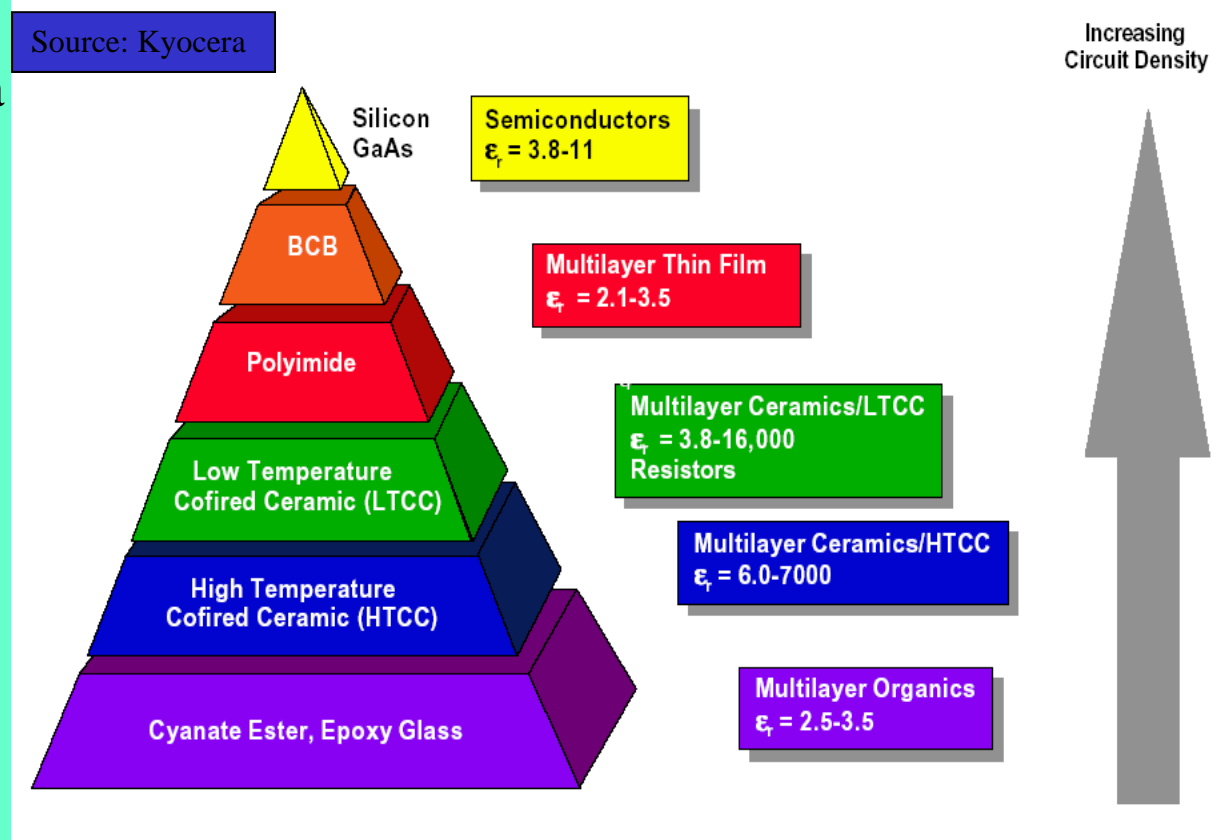 Source: Kyocera
Increasing
Circuit Density
Silicon
GaAs
Semiconductors
εr = 3.8-11
BCB
Multilayer Thin Film
εr = 2.1-3.5
Polyimide
Multilayer Ceramics/LTCC
εr = 3.8-16,000
Resistors
Low Temperature
Cofired Ceramic (LTCC)
Multilayer Ceramics/HTCC
εr = 6.0-7000
High Temperature
Cofired Ceramic (HTCC)
Multilayer Organics
εr = 2.5-3.5
Cyanate Ester, Epoxy Glass